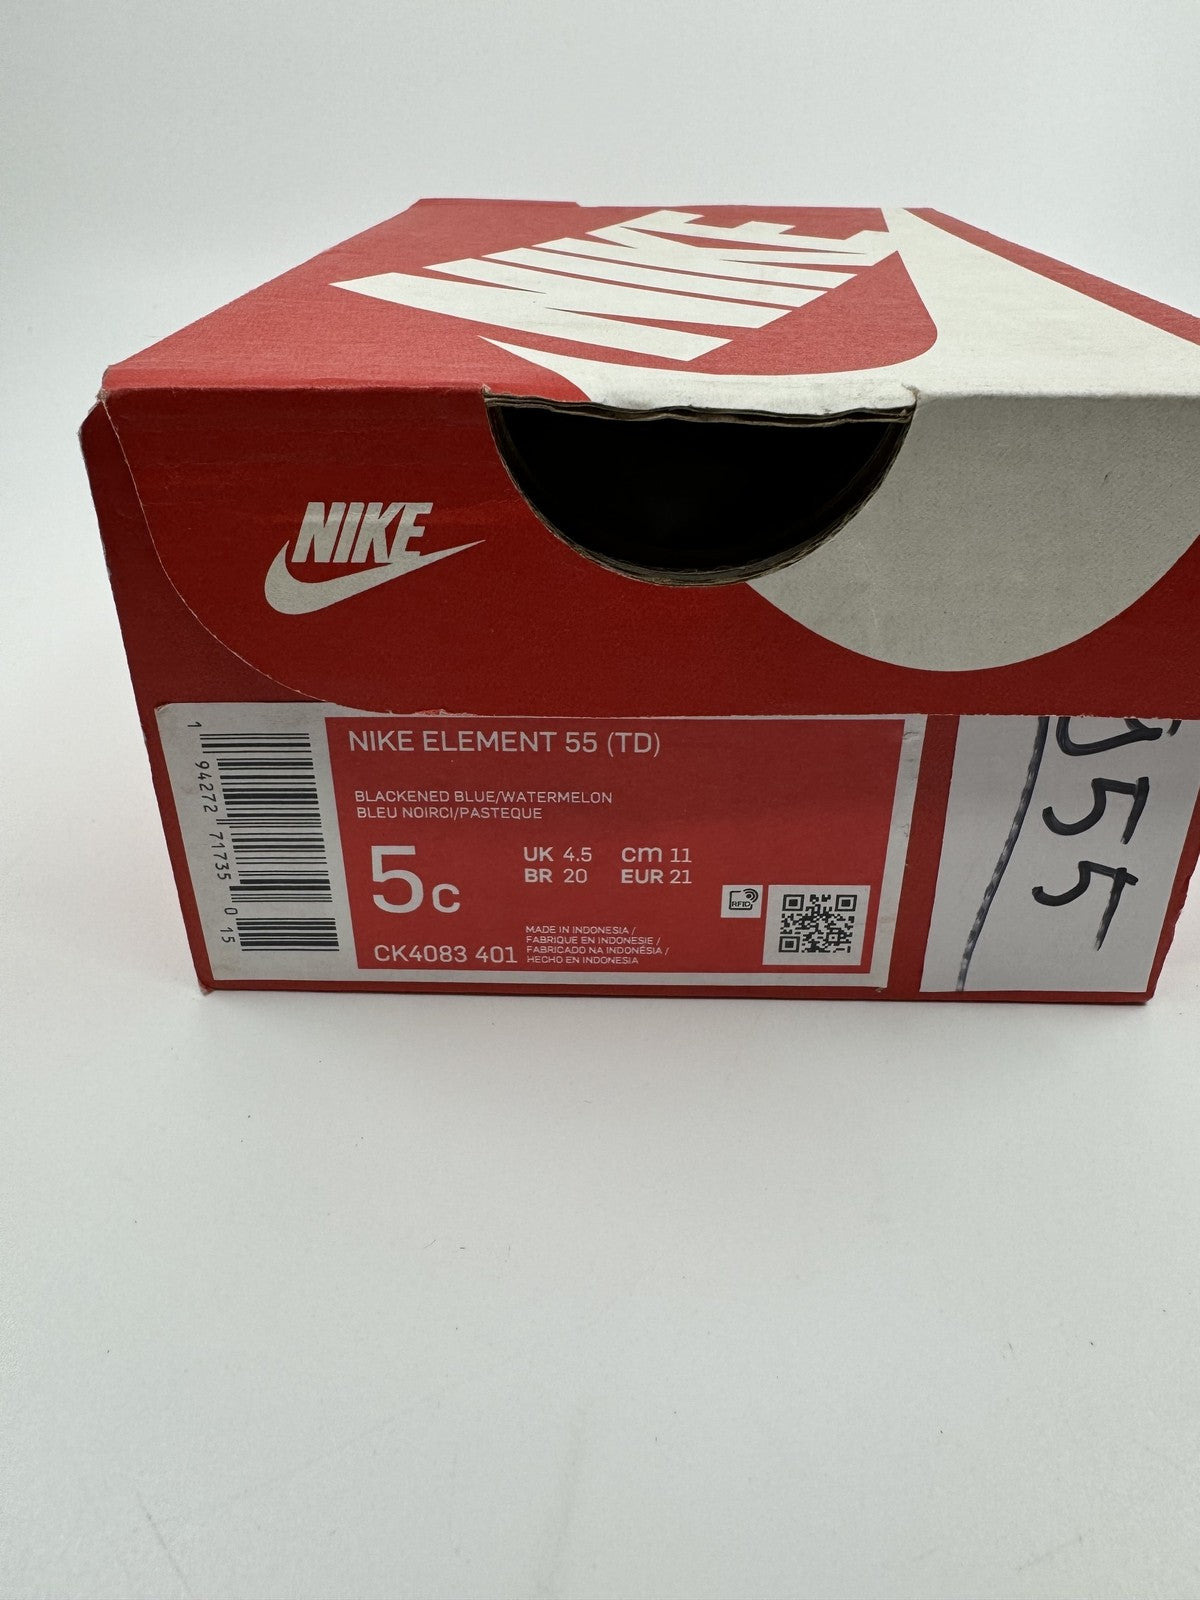 NIKE
NIKE
1 94272 71735 0 15
NIKE ELEMENT 55 (TD)
BLACKENED BLUE/WATERMELON
BLEU NOIRCI/PASTEQUE
5c
UK 4.5 cm 11
BR 20 EUR 21
RFID
MADE IN INDONESIA /
FABRIQUE EN INDONESIE /
FABRICADO NA INDONÉSIA /
HECHO EN INDONESIA
CK4083 401
55